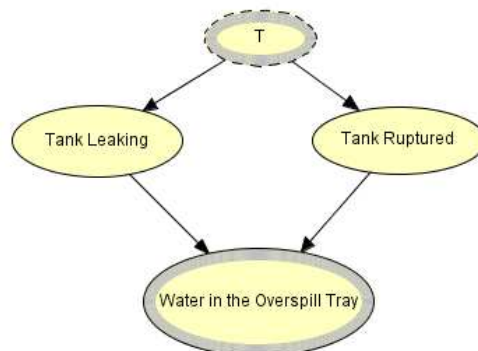 T
Tank Leaking
Tank Ruptured
Water in the Overspill Tray